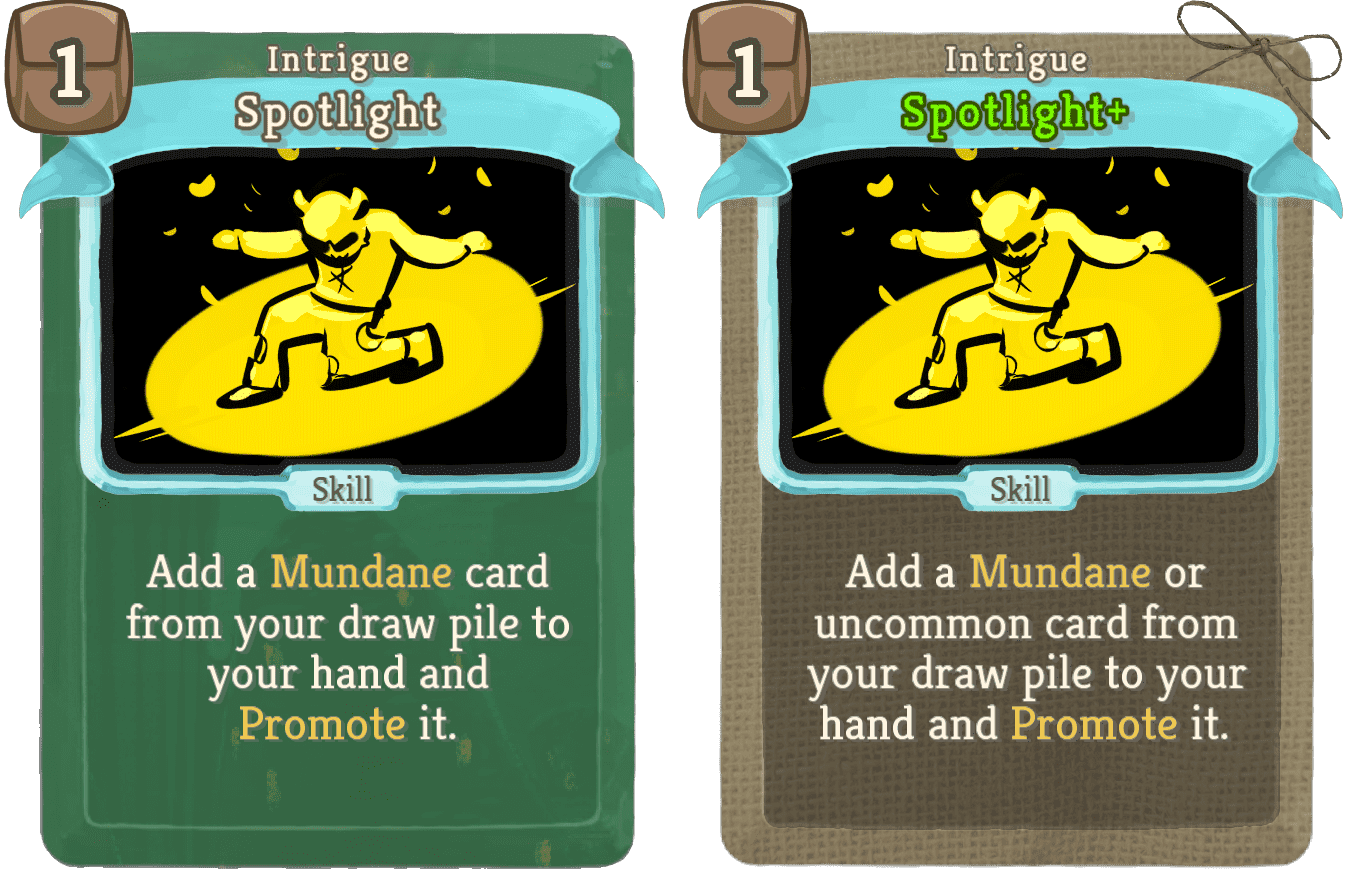 1
Intrigue
Spotlight
Skill
Add a Mundane card
from your draw pile to
your hand and
Promote it.
1
Intrigue
Spotlight+
Skill
Add a Mundane or
uncommon card from
your draw pile to your
hand and Promote it.